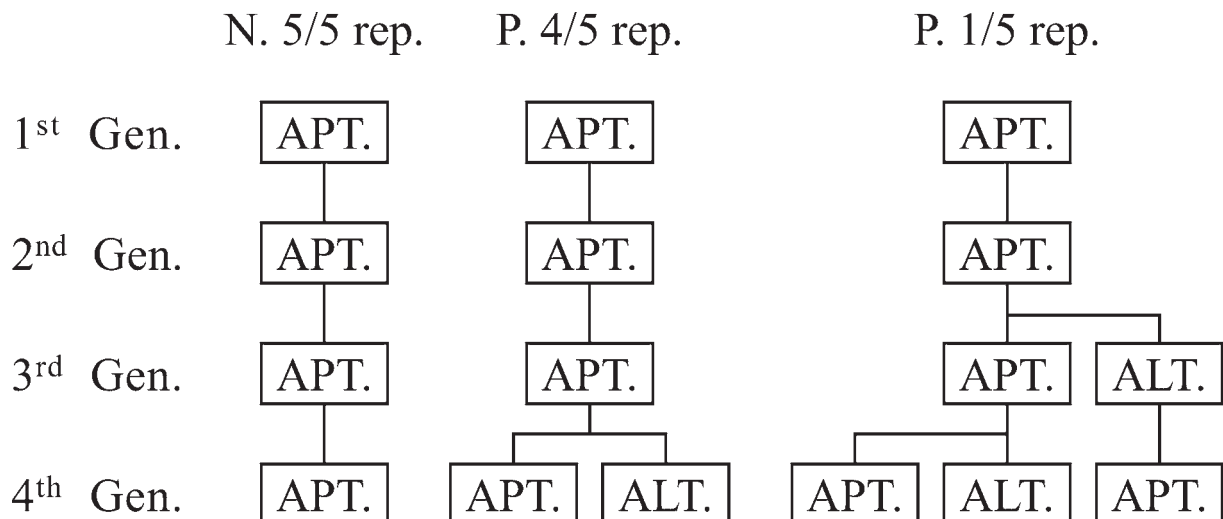 N. 5/5 rep. P. 4/5 rep. P. 1/5 rep.
1st Gen. APT. APT. APT.
2nd Gen. APT. APT. APT.
3rd Gen. APT. APT. APT. ALT.
4th Gen. APT. APT. ALT. APT. ALT. APT.